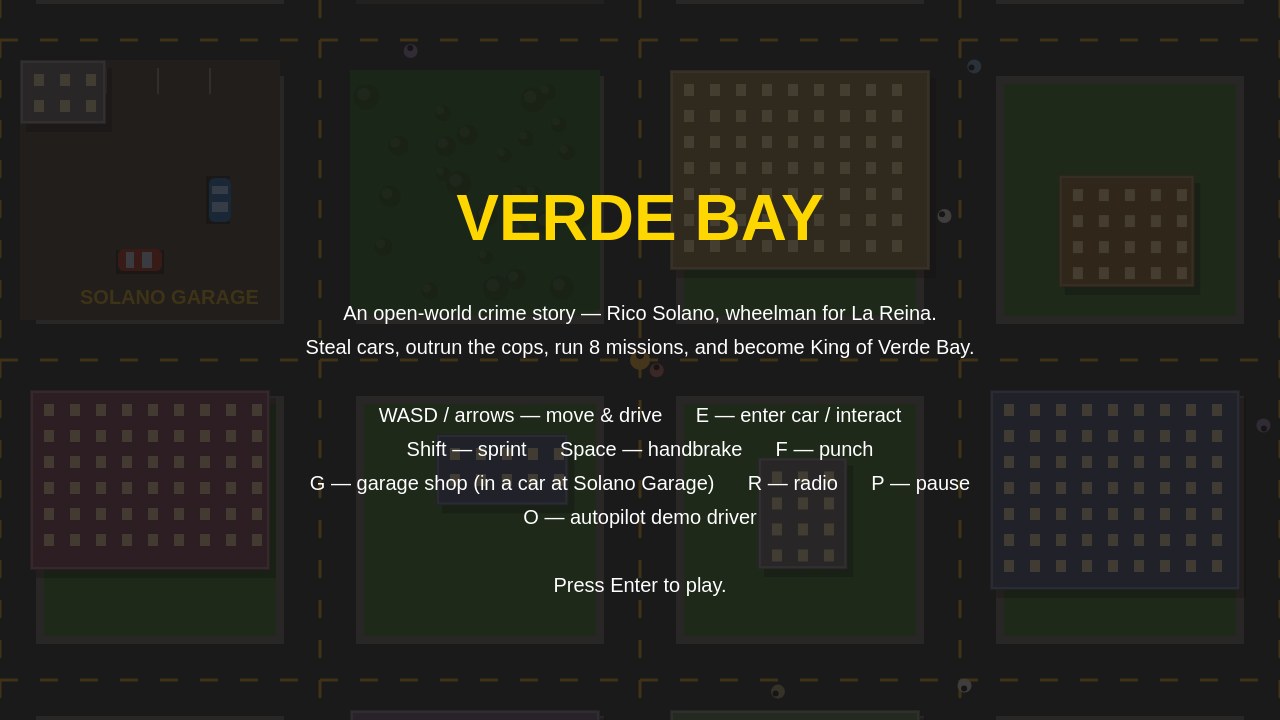 VERDE BAY
SOLANO GARAGE
An open-world crime story — Rico Solano, wheelman for La Reina.
Steal cars, outrun the cops, run 8 missions, and become King of Verde Bay.
WASD / arrows — move & drive E — enter car / interact
Shift — sprint Space — handbrake F — punch
G — garage shop (in a car at Solano Garage) R — radio P — pause
O — autopilot demo driver
Press Enter to play.